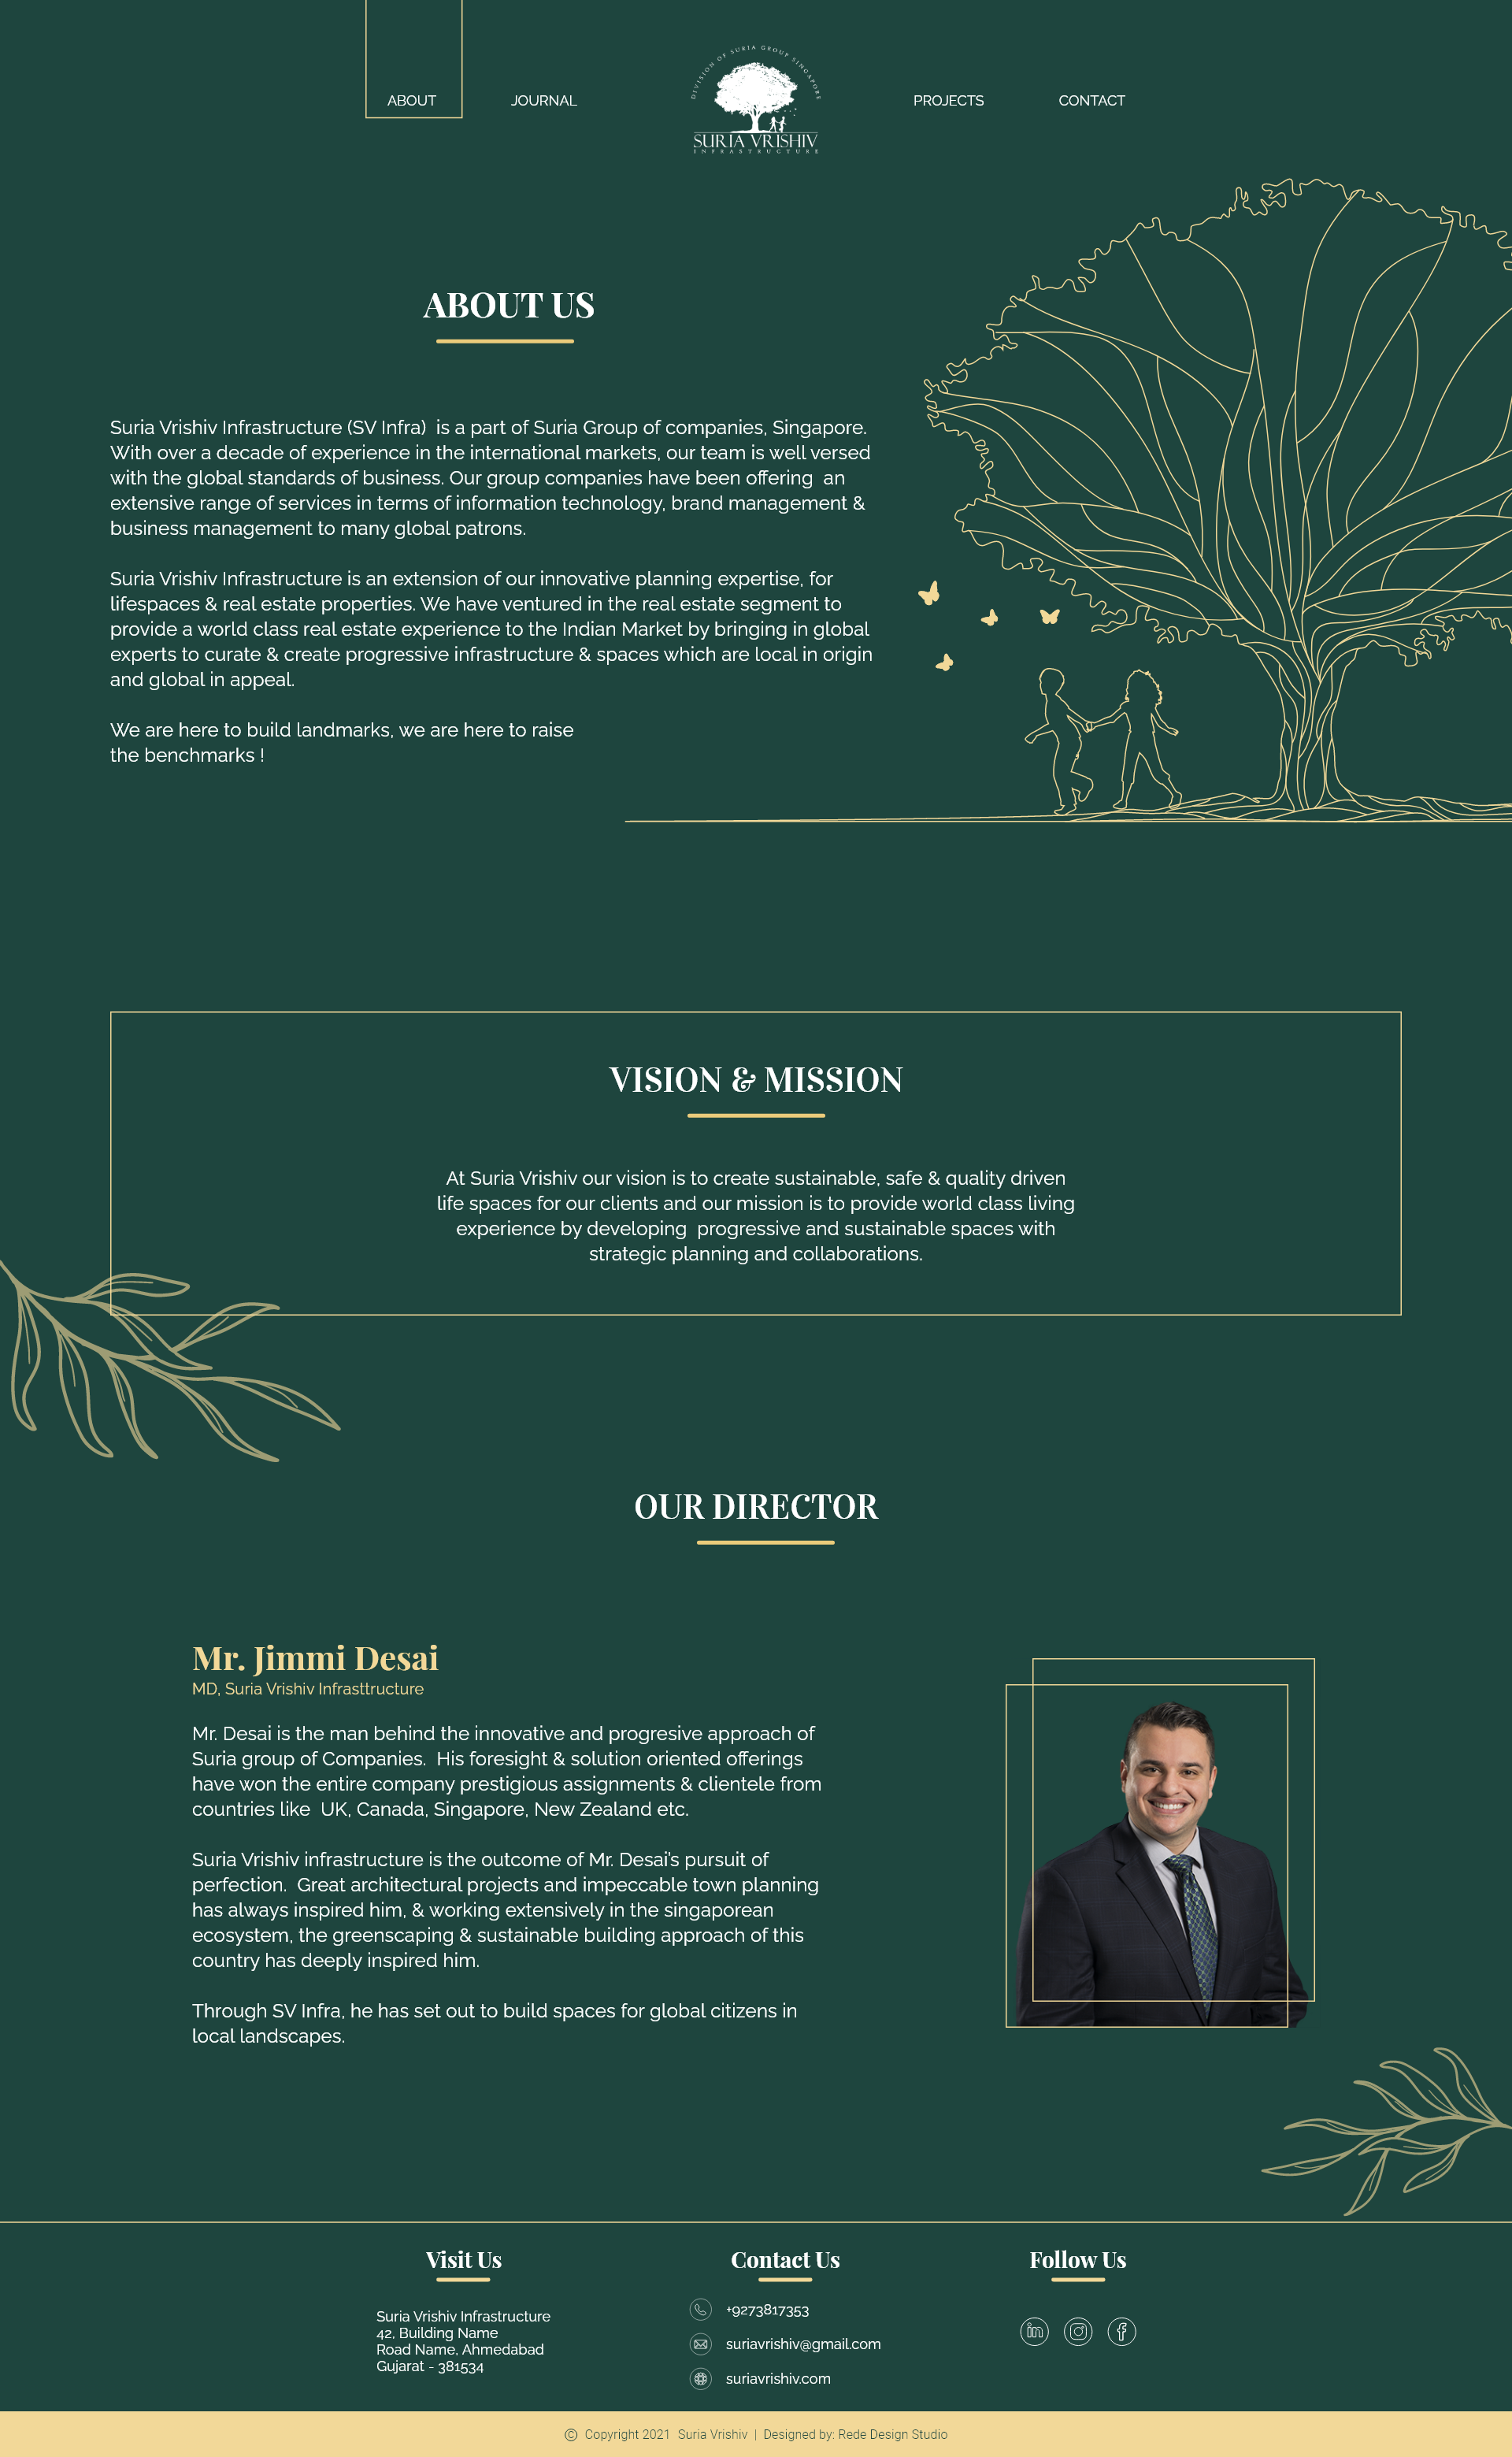 ABOUT
JOURNAL
DIVISION OF SURIA GROUP SINGAPORE
SURIA VRISHIV
INFRASTRUCTURE
PROJECTS
CONTACT
ABOUT US
Suria Vrishiv Infrastructure (SV Infra)  is a part of Suria Group of companies, Singapore.
With over a decade of experience in the international markets, our team is well versed
with the global standards of business. Our group companies have been offering  an
extensive range of services in terms of information technology, brand management &
business management to many global patrons.
Suria Vrishiv Infrastructure is an extension of our innovative planning expertise, for
lifespaces & real estate properties. We have ventured in the real estate segment to
provide a world class real estate experience to the Indian Market by bringing in global
experts to curate & create progressive infrastructure & spaces which are local in origin
and global in appeal.
We are here to build landmarks, we are here to raise
the benchmarks !
VISION & MISSION
At Suria Vrishiv our vision is to create sustainable, safe & quality driven
life spaces for our clients and our mission is to provide world class living
experience by developing  progressive and sustainable spaces with
strategic planning and collaborations.
OUR DIRECTOR
Mr. Jimmi Desai
MD, Suria Vrishiv Infrasttructure
Mr. Desai is the man behind the innovative and progresive approach of
Suria group of Companies.  His foresight & solution oriented offerings
have won the entire company prestigious assignments & clientele from
countries like  UK, Canada, Singapore, New Zealand etc.
Suria Vrishiv infrastructure is the outcome of Mr. Desai's pursuit of
perfection.  Great architectural projects and impeccable town planning
has always inspired him, & working extensively in the singaporean
ecosystem, the greenscaping & sustainable building approach of this
country has deeply inspired him.
Through SV Infra, he has set out to build spaces for global citizens in
local landscapes.
Visit Us
Suria Vrishiv Infrastructure
42, Building Name
Road Name, Ahmedabad
Gujarat - 381534
Contact Us
+9273817353
suriavrishiv@gmail.com
suriavrishiv.com
Follow Us
© Copyright 2021  Suria Vrishiv  |  Designed by: Rede Design Studio